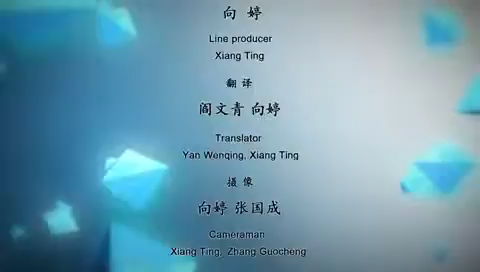 向 婷
Line producer
Xiang Ting
翻 译
阎文青 向婷
Translator
Yan Wenqing, Xiang Ting
摄 像
向婷 张国成
Cameraman
Xiang Ting, Zhang Guocheng